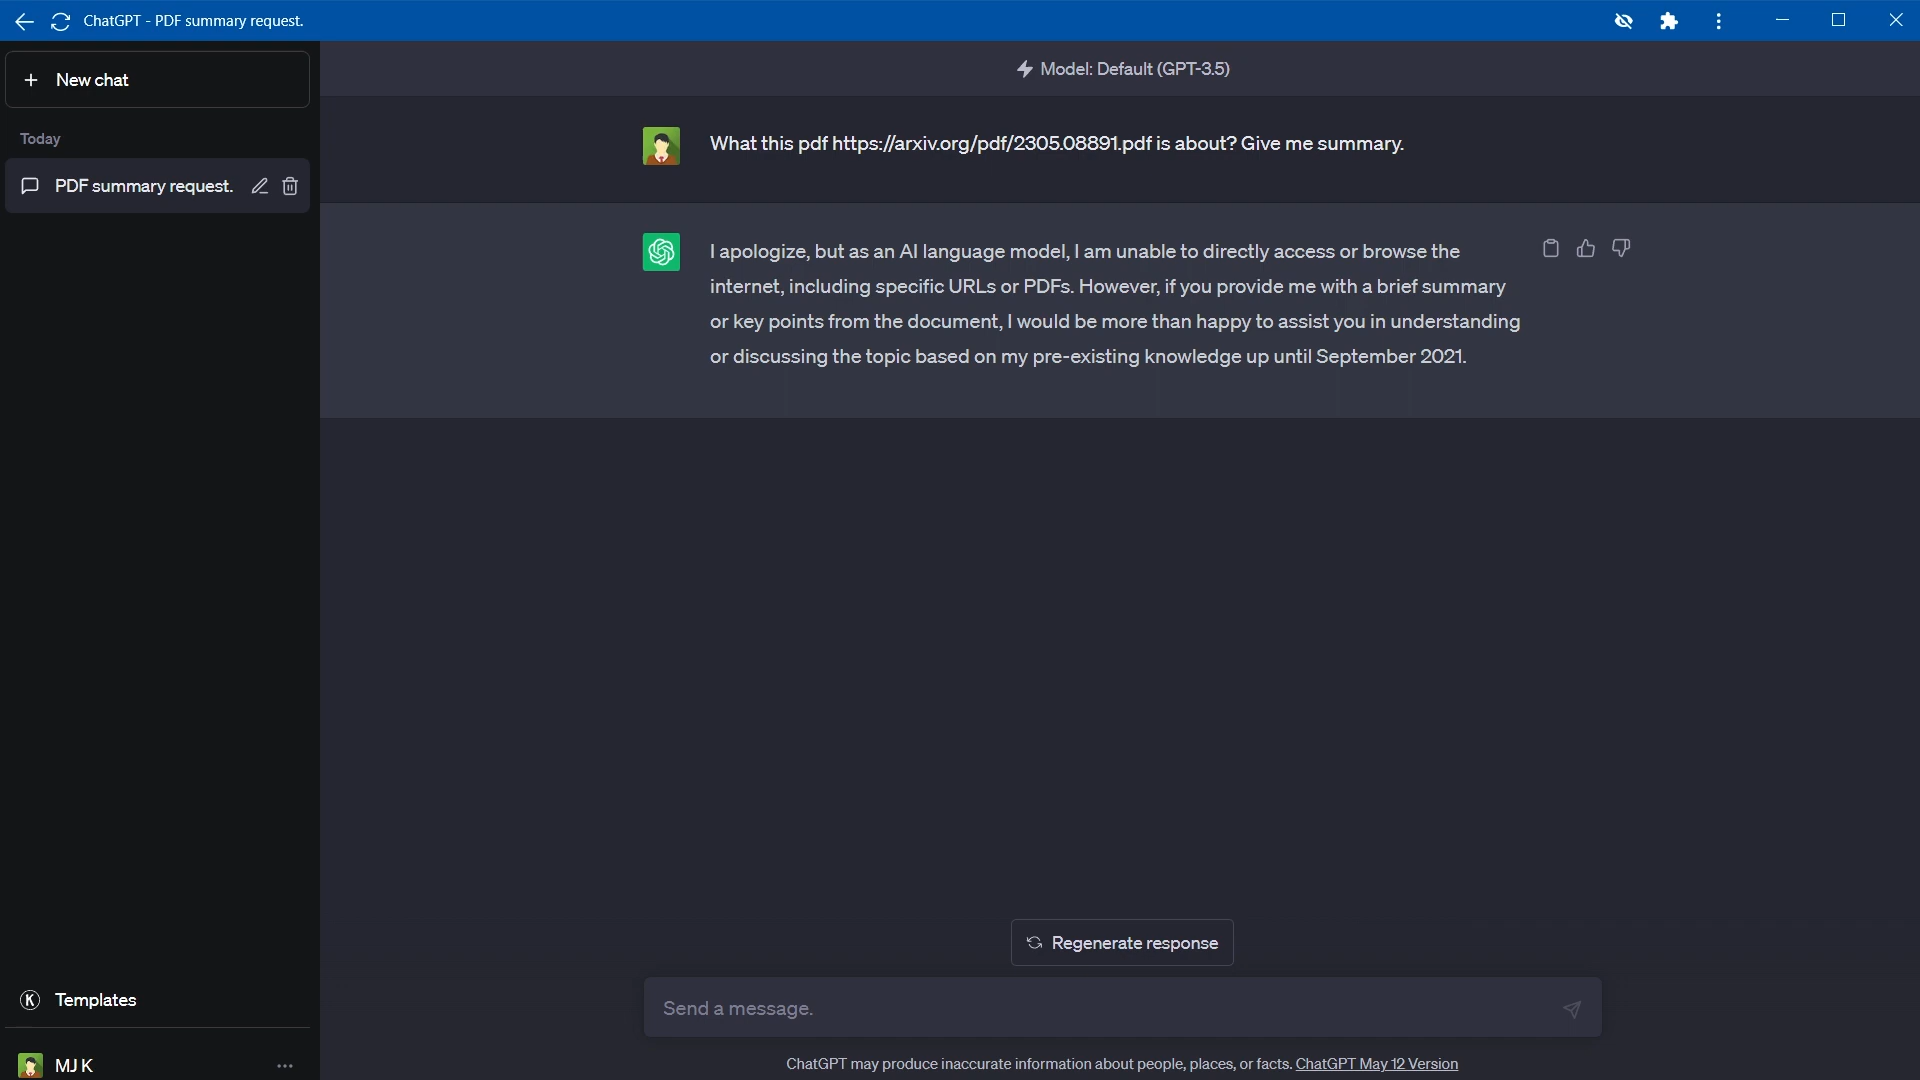 ChatGPT - PDF summary request.
New chat
Today
PDF summary request.
Model: Default (GPT-3.5)
What this pdf https://arxiv.org/pdf/2305.08891.pdf is about? Give me summary.
I apologize, but as an AI language model, I am unable to directly access or browse the
internet, including specific URLs or PDFs. However, if you provide me with a brief summary
or key points from the document, I would be more than happy to assist you in understanding
or discussing the topic based on my pre-existing knowledge up until September 2021.
Regenerate response
Send a message.
ChatGPT may produce inaccurate information about people, places, or facts. ChatGPT May 12 Version
K Templates
MJ K